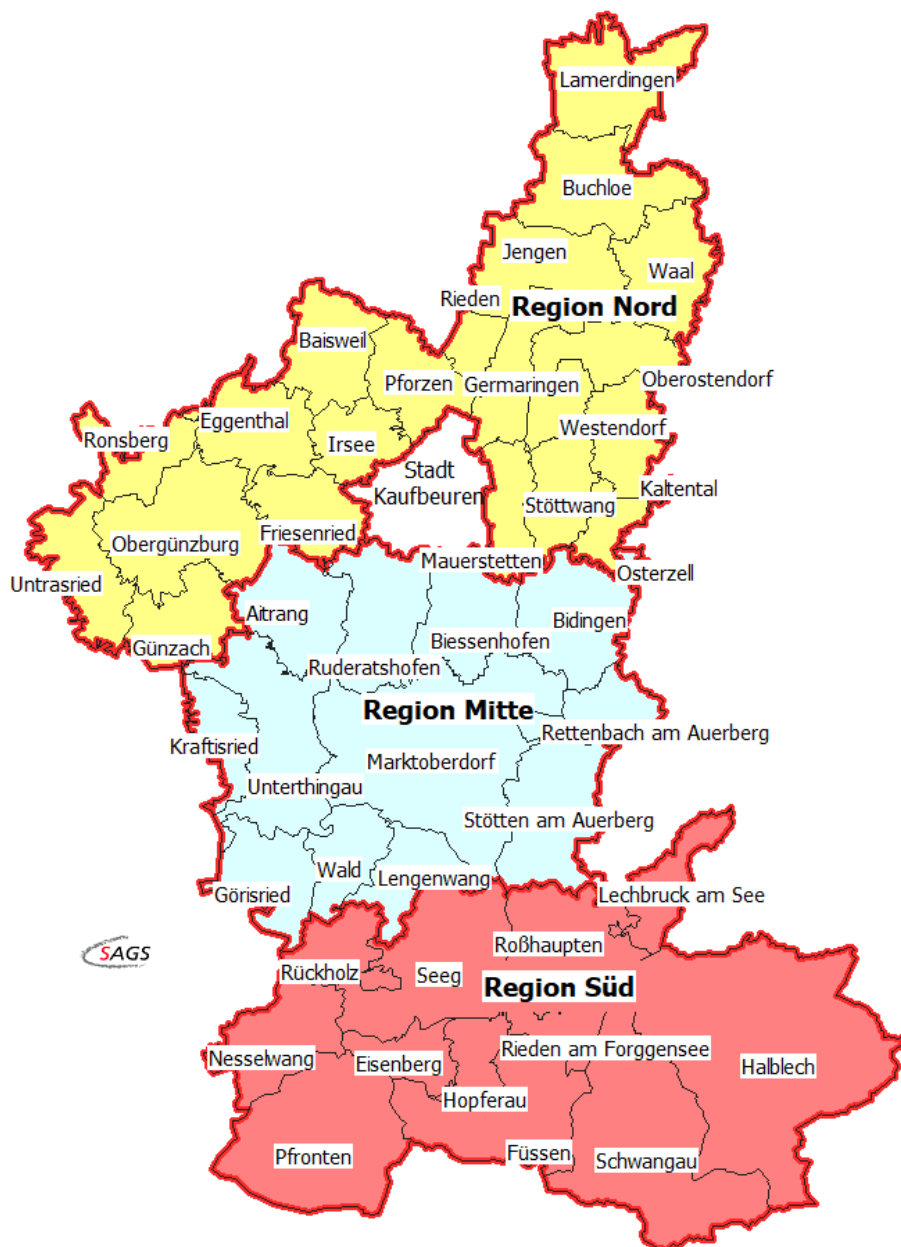 Lamerdingen
Buchloe
Jengen
Waal
Rieden
Region Nord
Baisweil
Pforzen
Germaringen
Oberostendorf
Eggenthal
Ronsberg
Irsee
Westendorf
Stadt
Kaufbeuren
Kaltental
Stöttwang
Friesenried
Obergünzburg
Mauerstetten
Osterzell
Untrasried
Aitrang
Bidingen
Günzach
Biessenhofen
Ruderatshofen
Region Mitte
Rettenbach am Auerberg
Kraftisried
Marktoberdorf
Unterthingau
Stötten am Auerberg
Wald
Lengenwang
Görisried
Lechbruck am See
SAGS
Roßhaupten
Rückholz
Seeg
Region Süd
Rieden am Forggensee
Nesselwang
Eisenberg
Halblech
Hopferau
Füssen
Pfronten
Schwangau